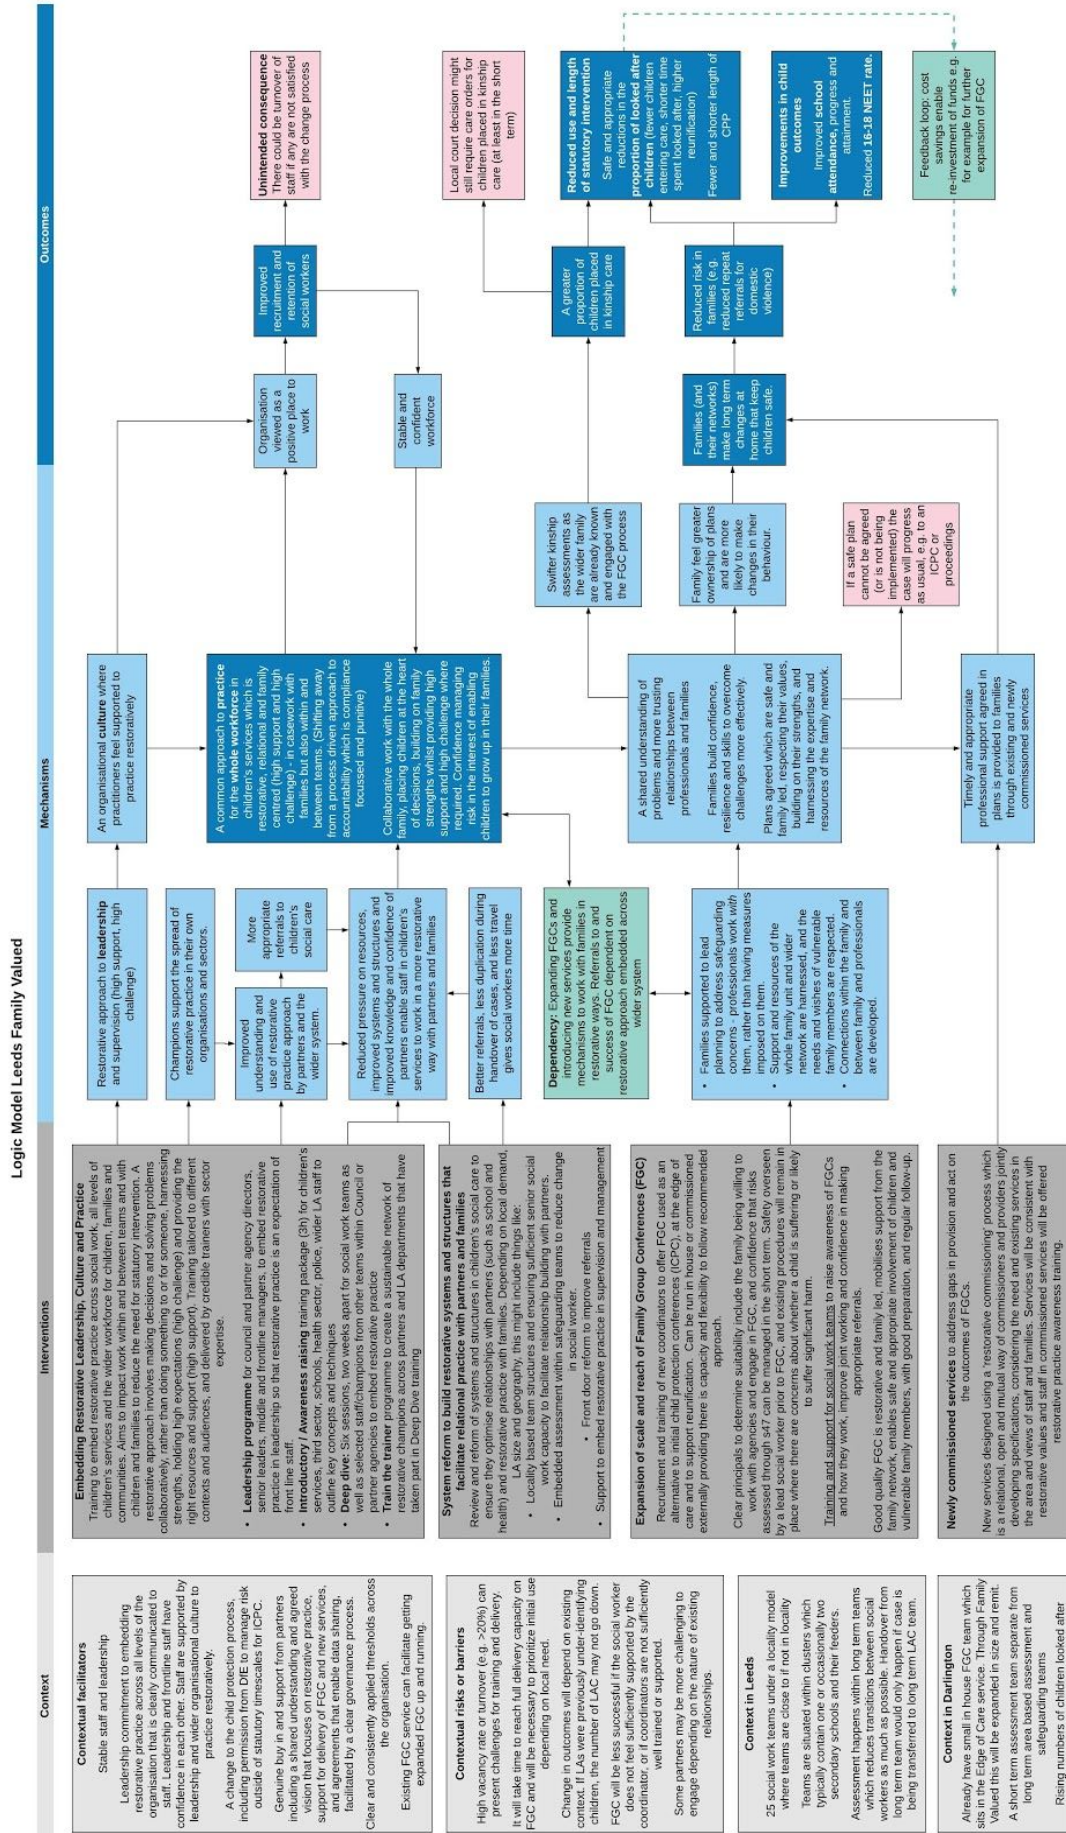 Logic Model Leeds Family Valued
Context
Interventions
Mechanisms
Outcomes
Contextual facilitators
Stable staff and leadership
Leadership commitment to embedding
restorative practice across all levels of the
organisation that is clearly communicated to
staff. Leadership and frontline staff have
confidence in each other. Staff are supported by
leadership and wider organisational culture to
practice restoratively.
A change to the child protection process,
including permission from DfE to manage risk
outside of statutory timescales for ICPC.
Genuine buy in and support from partners
including a shared understanding and agreed
vision that focuses on restorative practice,
support for delivery of FGC and new services,
and agreements that enable data sharing,
facilitated by a clear governance process.
Clear and consistently applied thresholds across
the organisation.
Existing FGC service can facilitate getting
expanded FGC up and running.
Contextual risks or barriers
High vacancy rate or turnover (e.g. >20%) can
present challenges for training and delivery.
It will take time to reach full delivery capacity on
FGC and will be necessary to prioritize initial use
depending on local need.
Change in outcomes will depend on existing
context. If LAs were previously under-identifying
children, the number of LAC may not go down.
FGC will be less successful if the social worker
does not feel sufficiently supported by the
coordinator, or if coordinators are not sufficiently
well trained or supported.
Some partners may be more challenging to
engage depending on the nature of existing
relationships.
Context in Leeds
25 social work teams under a locality model
where teams are close to if not in locality
Teams are situated within clusters which
typically contain one or occasionally two
secondary schools and their feeders.
Assessment happens within long term teams
which reduces transitions between social
workers as much as possible. Handover from
long term team would only happen if case is
being transferred to long term LAC team.
Context in Darlington
Already have small in house FGC team which
sits in the Edge of Care service. Through Family
Valued this will be expanded in size and remit.
A short term assessment team separate from
long term area based assessment and
safeguarding teams
Rising numbers of children looked after
Embedding Restorative Leadership, Culture and Practice
Training to embed restorative practice across social work, all levels of
children's services and the wider workforce for children, families and
communities. Aims to impact work within and between teams and with
children and families to reduce the need for statutory intervention. A
restorative approach involves making decisions and solving problems
collaboratively, rather than doing something to or for someone, harnessing
strengths, holding high expectations (high challenge) and providing the
right resources and support (high support). Training tailored to different
contexts and audiences, and delivered by credible trainers with sector
expertise.
• Leadership programme for council and partner agency directors,
senior leaders, middle and frontline managers, to embed restorative
practice in leadership so that restorative practice is an expectation of
front line staff.
• Introductory / Awareness raising training package (3h) for children's
services, third sector, schools, health sector, police, wider LA staff to
outline key concepts and techniques
• Deep dive: Six sessions, two weeks apart for social work teams as
well as selected staff/champions from other teams within Council or
partner agencies to embed restorative practice
• Train the trainer programme to create a sustainable network of
restorative champions across partners and LA departments that have
taken part in Deep Dive training
System reform to build restorative systems and structures that
facilitate relational practice with partners and families
Review and reform of systems and structures in children's social care to
ensure they optimise relationships with partners (such as school and
health) and restorative practice with families. Depending on local demand,
LA size and geography, this might include things like:
• Locality based team structures and ensuring sufficient senior social
work capacity to facilitate relationship building with partners.
• Embedded assessment within safeguarding teams to reduce change
in social worker.
• Front door reform to improve referrals
• Support to embed restorative practice in supervision and management
Expansion of scale and reach of Family Group Conferences (FGC)
Recruitment and training of new coordinators to offer FGC used as an
alternative to initial child protection conferences (ICPC), at the edge of
care and to support reunification. Can be run in house or commissioned
externally providing there is capacity and flexibility to follow recommended
approach.
Clear principals to determine suitability include the family being willing to
work with agencies and engage in FGC, and confidence that risks
assessed through s47 can be managed in the short term. Safety overseen
by a lead social worker prior to FGC, and existing procedures will remain in
place where there are concerns about whether a child is suffering or likely
to suffer significant harm.
Training and support for social work teams to raise awareness of FGCs
and how they work, improve joint working and confidence in making
appropriate referrals.
Good quality FGC is restorative and family led, mobilises support from the
family network, enables safe and appropriate involvement of children and
vulnerable family members, with good preparation, and regular follow-up.
Newly commissioned services to address gaps in provision and act on
the outcomes of FGCs.
New services designed using a 'restorative commissioning process which
is a relational, open and mutual way of commissioners and providers jointly
developing specifications, considering the need and existing services in
the area and views of staff and families. Services will be consistent with
restorative values and staff in commissioned services will be offered
restorative practice awareness training.
Restorative approach to leadership
and supervision (high support, high
challenge)
Champions support the spread of
restorative practice in their own
organisations and sectors.
Improved
understanding and
use of restorative
practice approach
by partners and the
wider system.
More
appropriate
referrals to
children's
social care
Reduced pressure on resources,
improved systems and structures and
improved knowledge and confidence of
partners enable staff in children's
services to work in a more restorative
way with partners and families
Better referrals, less duplication during
handover of cases, and less travel
gives social workers more time
Dependency: Expanding FGCs and
introducing new services provide
mechanisms to work with families in
restorative ways. Referrals to and
success of FGC dependent on
restorative approach embedded across
wider system
• Families supported to lead
planning to address safeguarding
concerns - professionals work with
them, rather than having measures
imposed on them.
• Support and resources of the
whole family unit and wider
network are harnessed, and the
needs and wishes of vulnerable
family members are respected.
• Connections within the family and
between family and professionals
are developed.
An organisational culture where
practitioners feel supported to
practice restoratively
A common approach to practice
for the whole workforce in
children's services which is
restorative, relational and family
centred (high support and high
challenge) - in casework with
families but also within and
between teams. (Shifting away
from a process driven approach to
accountability which is compliance
focussed and punitive)
Collaborative work with the whole
family, placing children at the heart
of decisions, building on family
strengths whilst providing high
support and high challenge where
required. Confidence managing
risk in the interest of enabling
children to grow up in their families.
A shared understanding of
problems and more trusting
relationships between
professionals and families
Families build confidence,
resilience and skills to overcome
challenges more effectively.
Plans agreed which are safe and
family led, respecting their values,
building on their strengths, and
harnessing the expertise and
resources of the family network.
Timely and appropriate
professional support agreed in
plans is provided to families
through existing and newly
commissioned services
Swifter kinship
assessments as
the wider family
are already known
and engaged with
the FGC process
Family feel greater
ownership of plans
and are more
likely to make
changes in their
behaviour.
If a safe plan
cannot be agreed
(or is not being
implemented) the
case will progress
as usual, e.g. to an
ICPC or
proceedings
Organisation
viewed as a
positive place to
work
Stable and
confident
workforce
Improved
recruitment and
retention of
social workers
Families (and
their networks)
make long term
changes at
home that keep
children safe.
A greater
proportion of
children placed
in kinship care
Reduced risk in
families (e.g.
reduced repeat
referrals for
domestic
violence)
Unintended consequence
There could be turnover of
staff if any are not satisfied
with the change process
Local court decision might
still require care orders for
children placed in kinship
care (at least in the short
term)
Reduced use and length
of statutory intervention
Safe and appropriate
reductions in the
proportion of looked after
children (fewer children
entering care, shorter time
spent looked after, higher
reunification)
Fewer and shorter length of
CPP
Improvements in child
outcomes
Improved school
attendance, progress and
attainment.
Reduced 16-18 NEET rate.
Feedback loop: cost
savings enable
re-investment of funds e.g.
for example for further
expansion of FGC